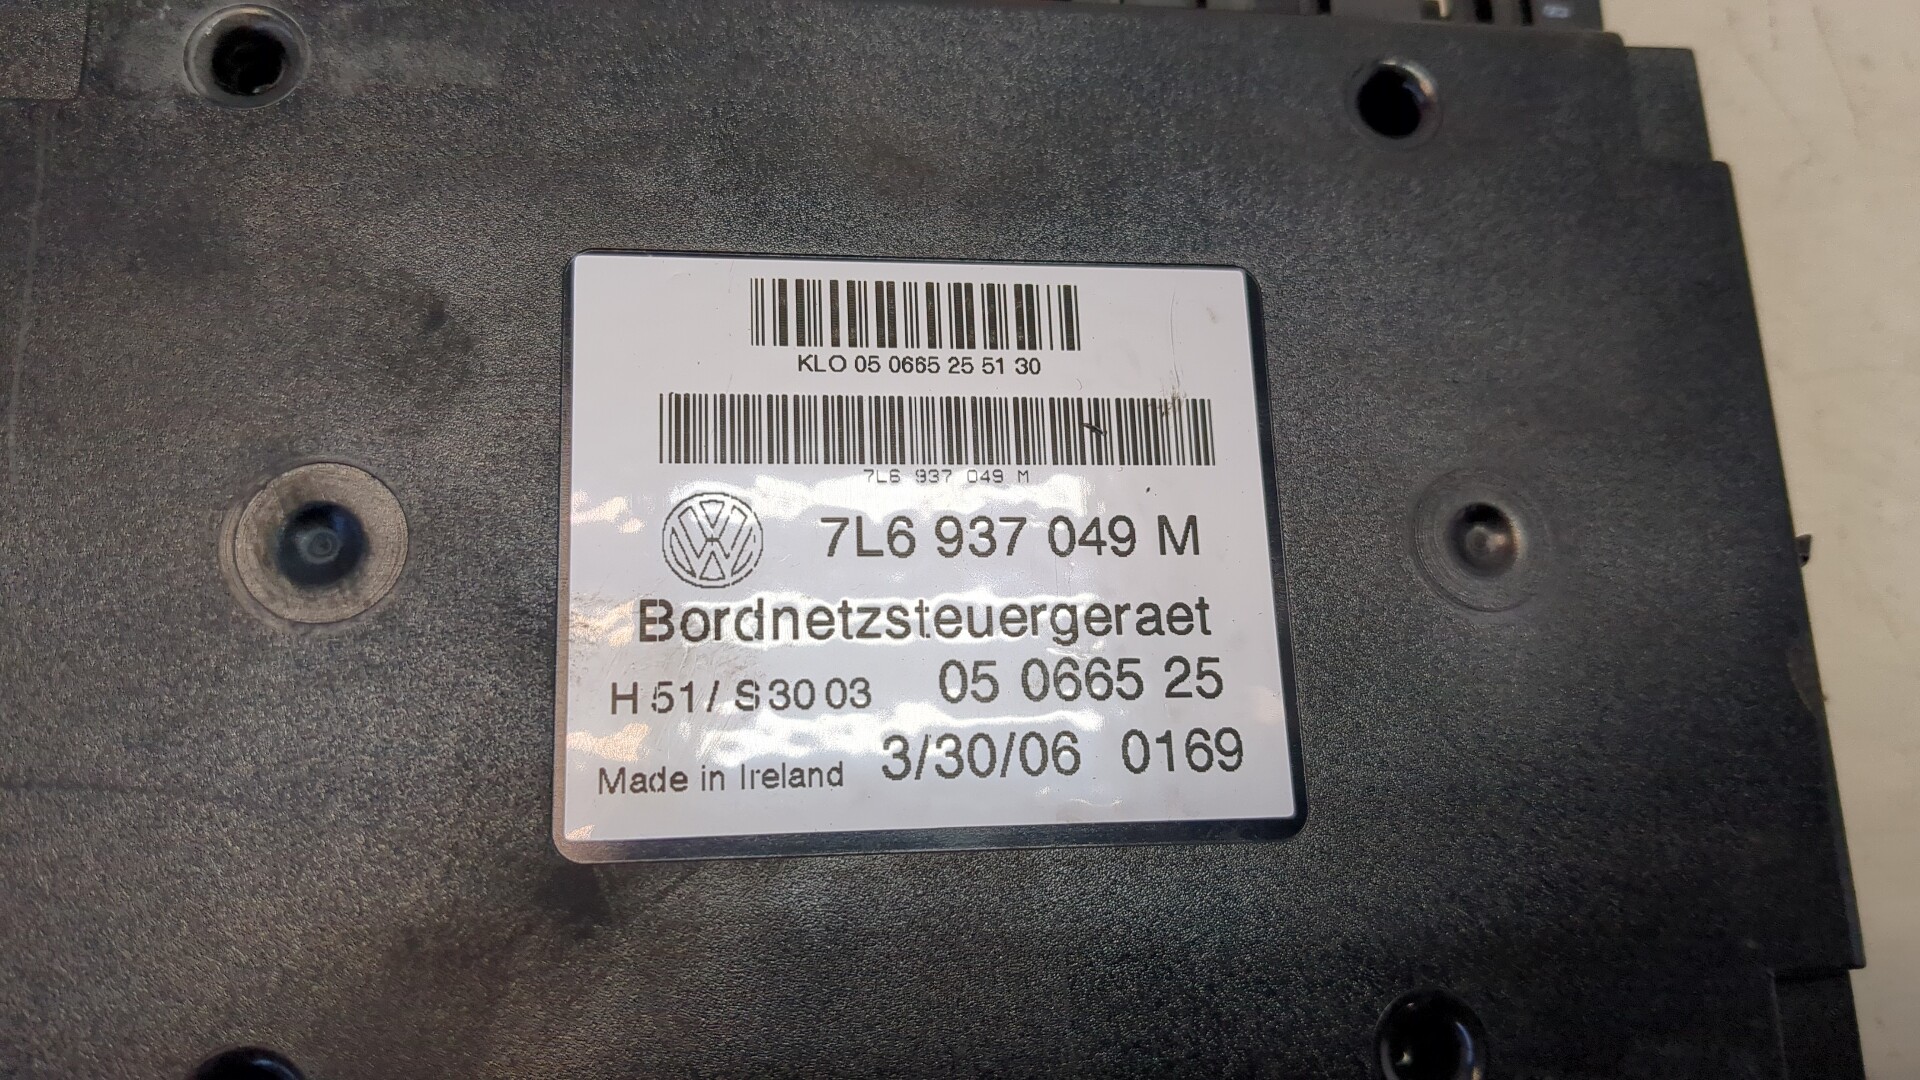 KLO 05 0665 25 51 30
7L6 937 049 M
7L6 937 049 M
Bordnetzsteuergeraet
H 51 / S 30 03 05 0665 25
Made in Ireland 3/30/06 0169